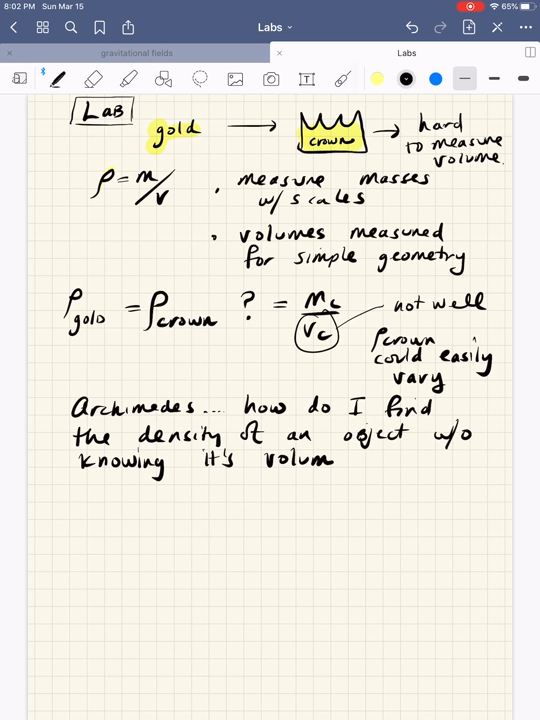 8:02 PM Sun Mar 15
65%
Labs
gravitational fields
Labs
Lab
gold
crown
hard
to measure
volume.
ρ = m/v
. measure masses
w/ scales
. volumes measured
for simple geometry
ρgold = ρcrown ? = mc/vc
not well
ρcrown
could easily
vary
Archimedes... how do I find
the density of an object w/o
knowing it's volum